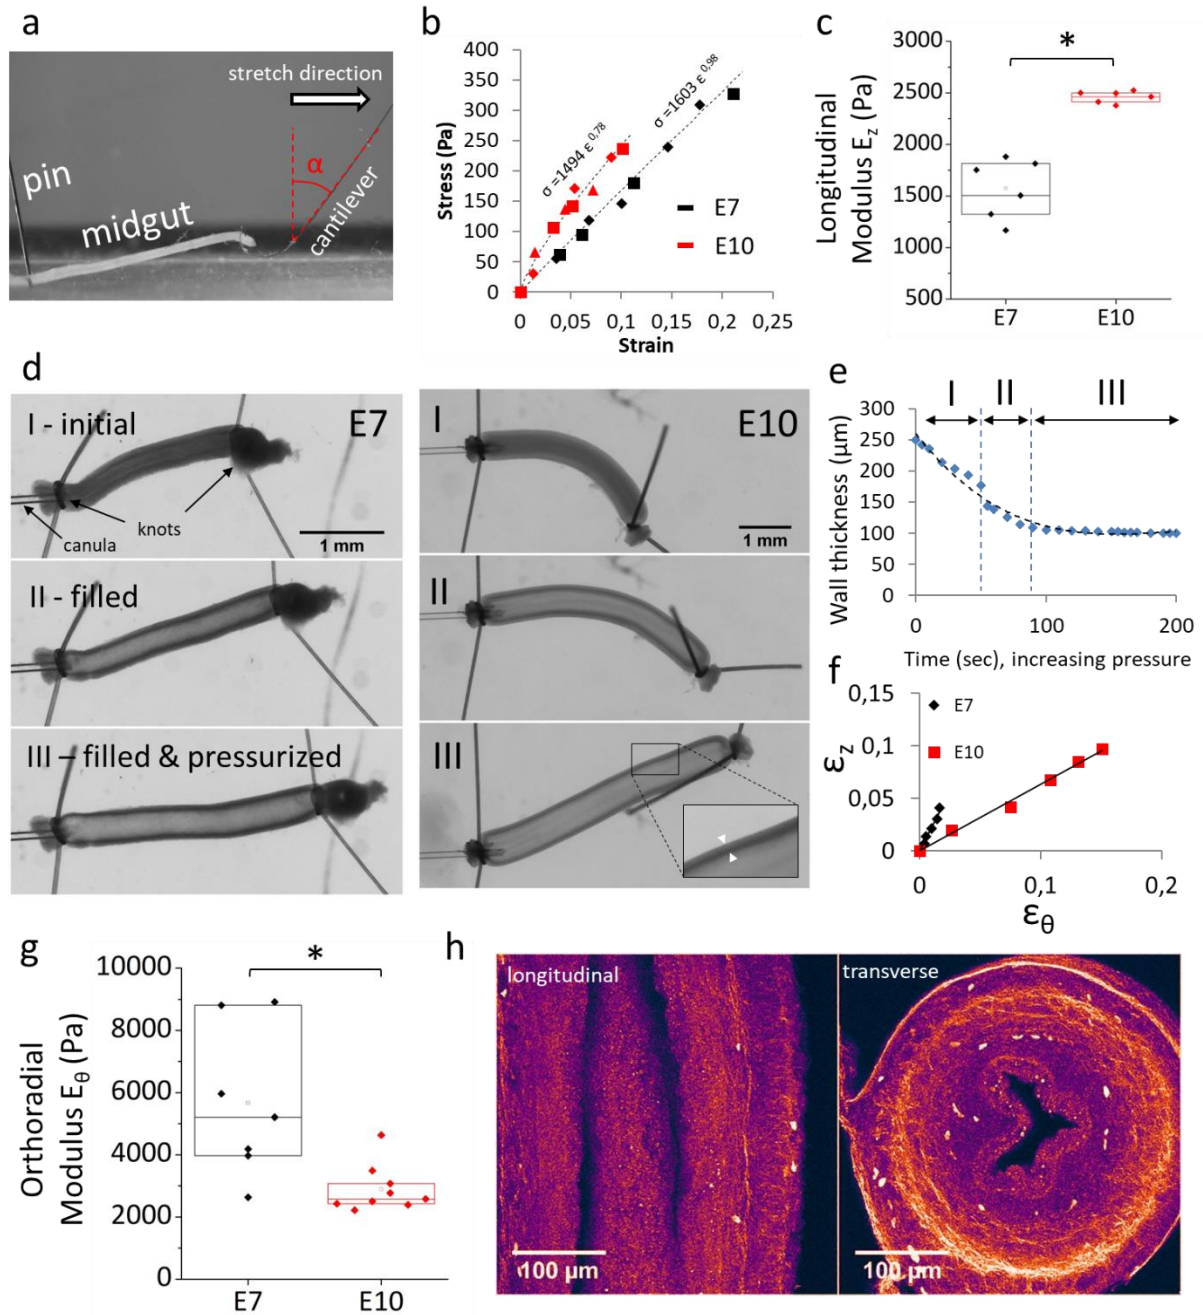 a
stretch direction
α
pin
midgut
cantilever
b
400
350
300
250
200
150
100
50
0
Stress (Pa)
σ =1494 ε^0,78
σ =1603 ε^0,98
E7
E10
0
0,05
0,1
0,15
0,2
0,25
Strain
c
3000
2500
2000
1500
1000
500
Longitudinal
Modulus E_z (Pa)
*
E7
E10
d
I - initial
E7
knots
canula
1 mm
II - filled
III – filled & pressurized
I
E10
1 mm
II
III
e
I
II
III
300
250
200
150
100
50
0
Wall thickness (µm)
0
100
200
Time (sec), increasing pressure
f
0,15
0,1
0,05
0
ε_z
E7
E10
0
0,1
0,2
ε_θ
g
10000
8000
6000
4000
2000
0
Orthoradial
Modulus E_θ (Pa)
*
E7
E10
h
longitudinal
transverse
100 µm
100 µm